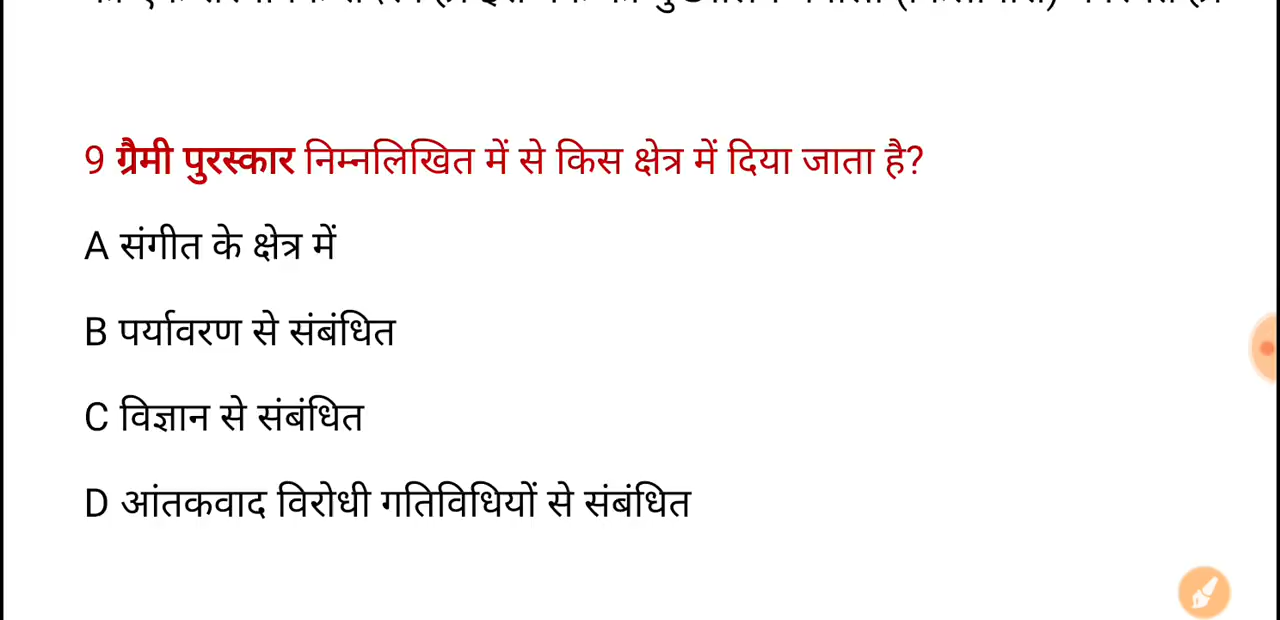 9 ग्रैमी पुरस्कार निम्नलिखित में से किस क्षेत्र में दिया जाता है?
A संगीत के क्षेत्र में
B पर्यावरण से संबंधित
C विज्ञान से संबंधित
D आंतकवाद विरोधी गतिविधियों से संबंधित